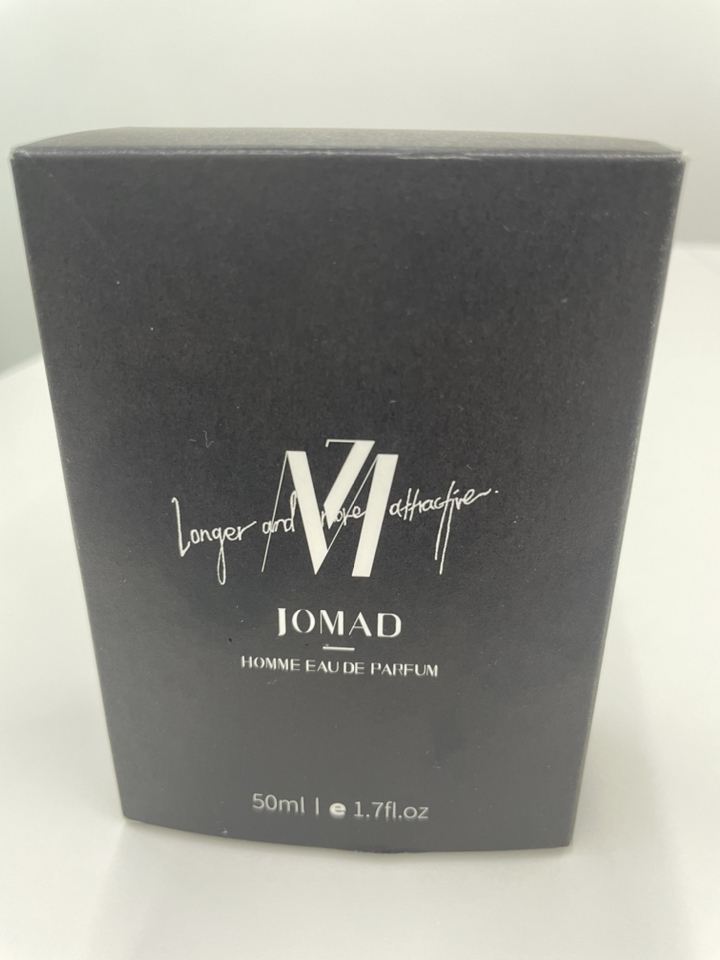 Longer and more attractive.
JOMAD
HOMME EAU DE PARFUM
50ml | e 1.7fl.oz